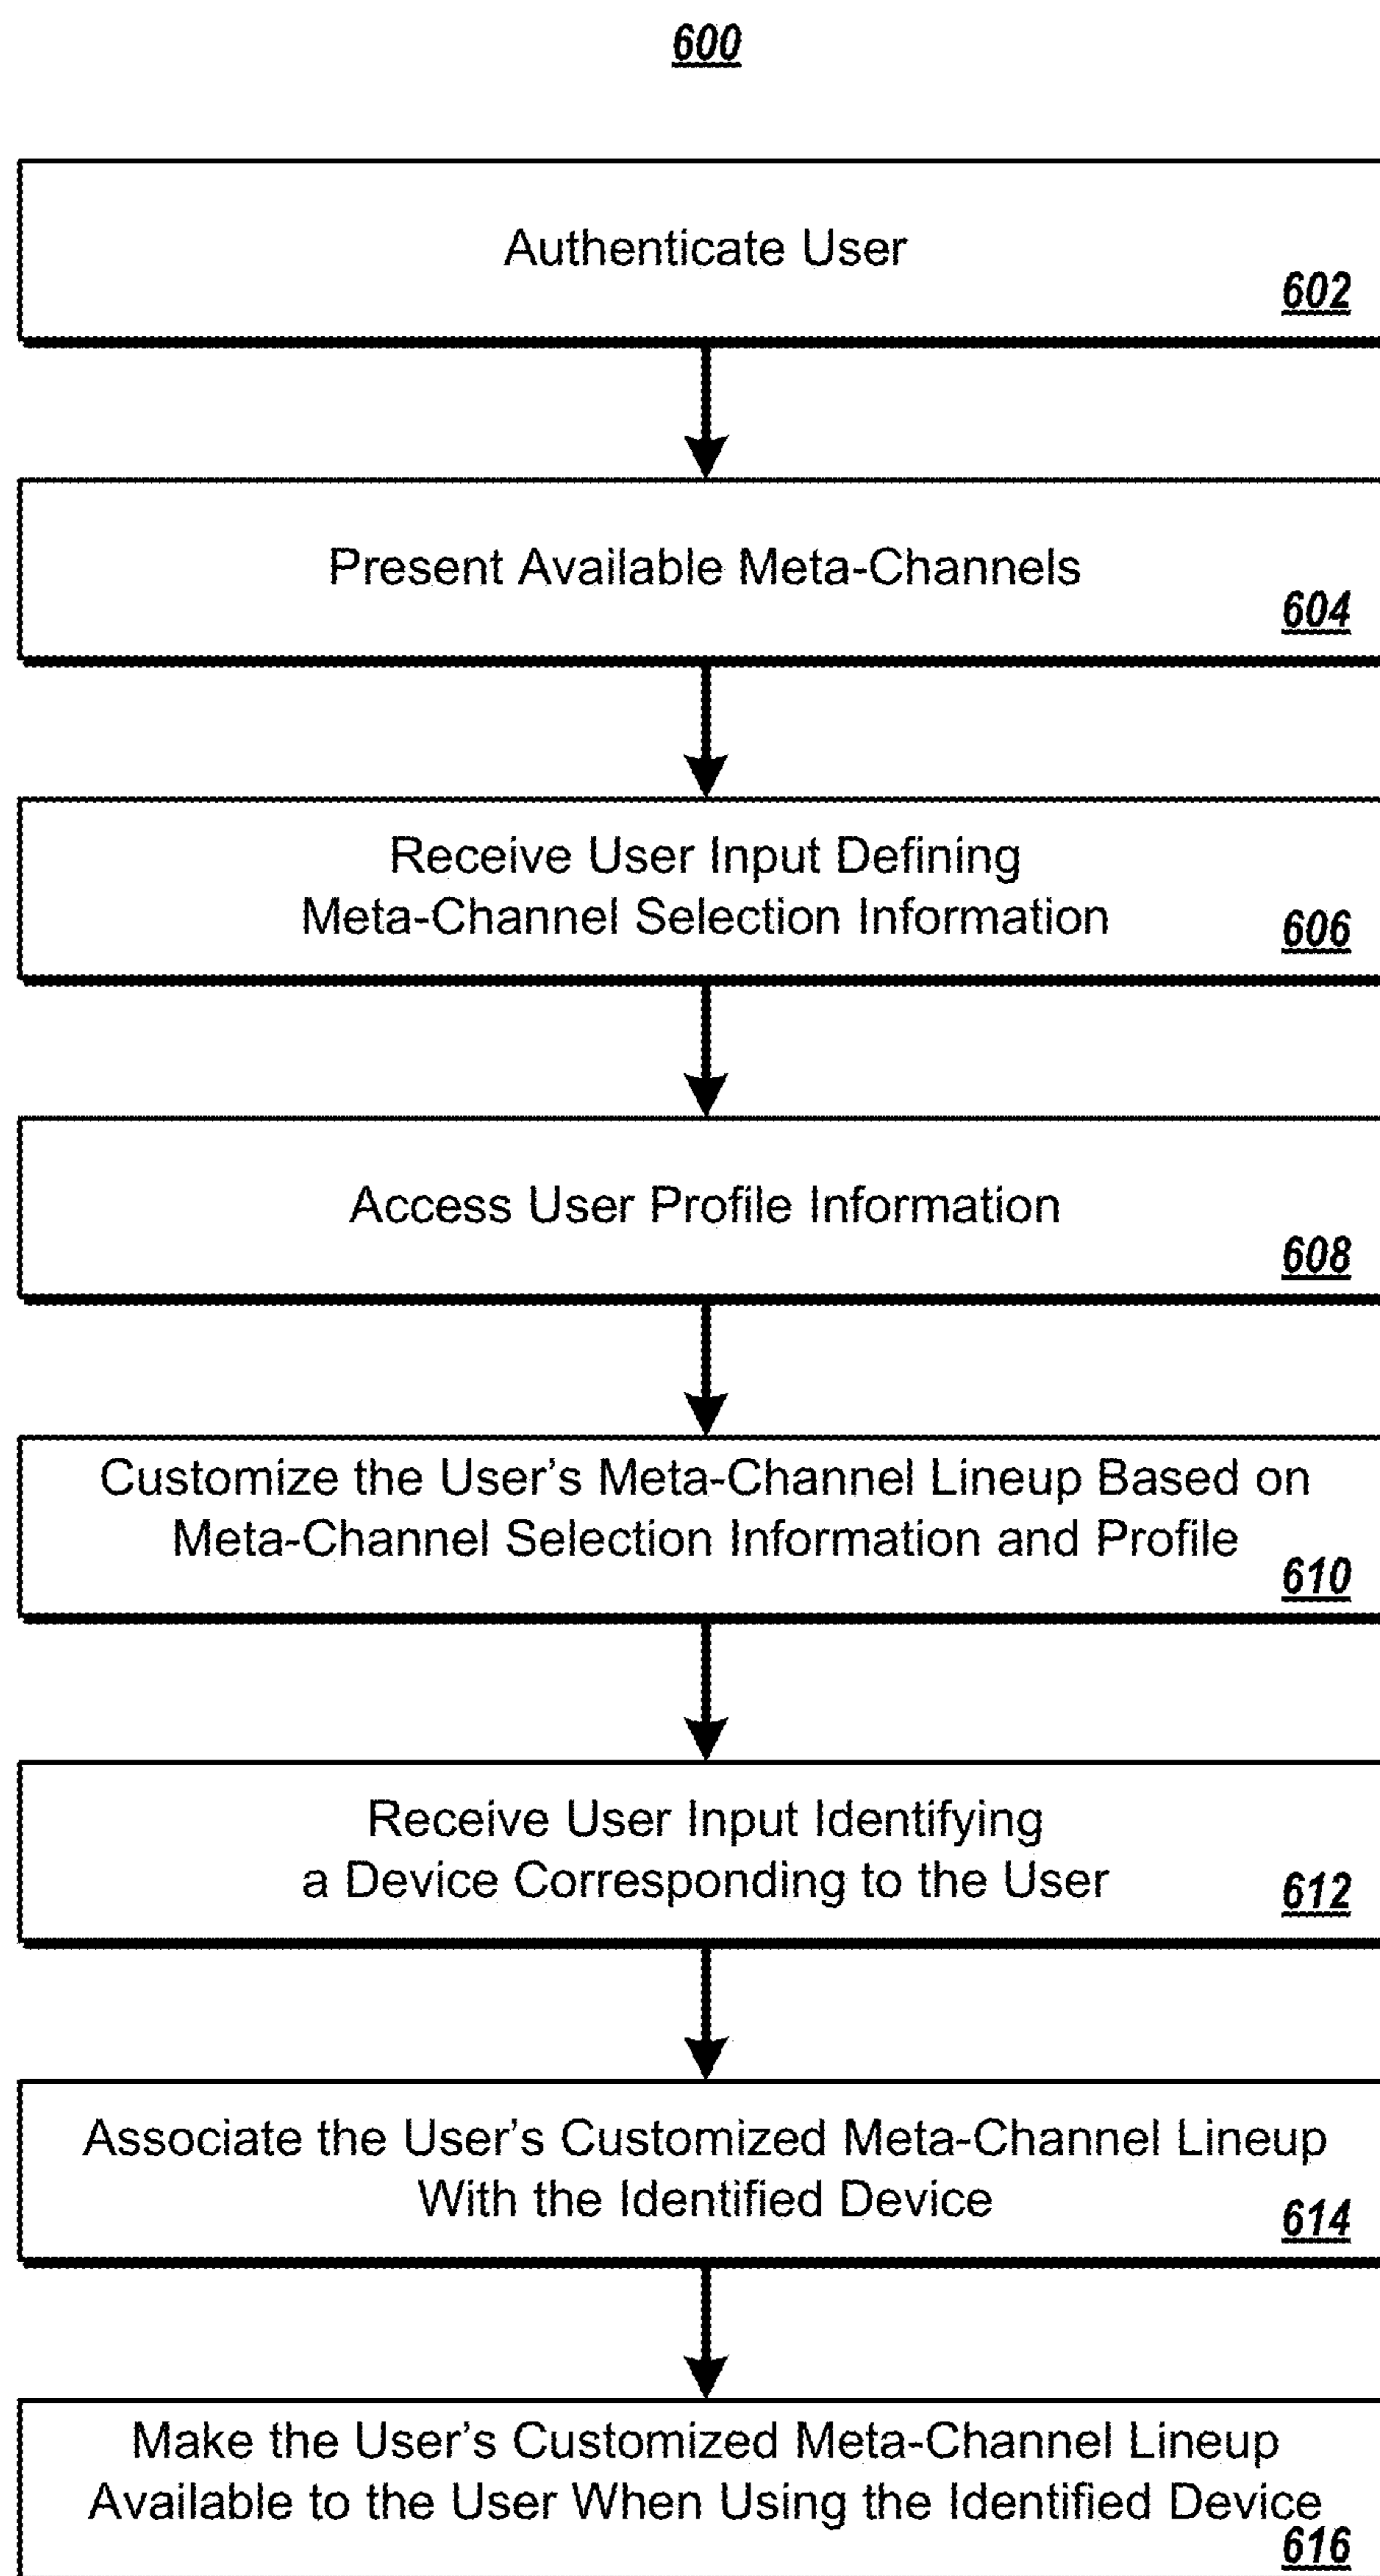 600
Authenticate User
602
Present Available Meta-Channels
604
Receive User Input Defining
Meta-Channel Selection Information
606
Access User Profile Information
608
Customize the User’s Meta-Channel Lineup Based on
Meta-Channel Selection Information and Profile
610
Receive User Input Identifying
a Device Corresponding to the User
612
Associate the User’s Customized Meta-Channel Lineup
With the Identified Device
614
Make the User’s Customized Meta-Channel Lineup
Available to the User When Using the Identified Device
616